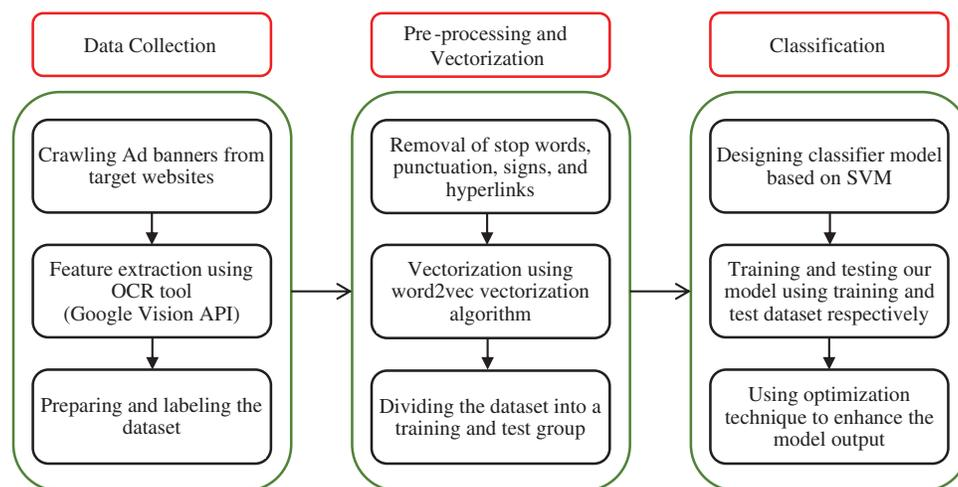 Data Collection
Pre-processing and
Vectorization
Classification
Crawling Ad banners from
target websites
Feature extraction using
OCR tool
(Google Vision API)
Preparing and labeling the
dataset
Removal of stop words,
punctuation, signs, and
hyperlinks
Vectorization using
word2vec vectorization
algorithm
Dividing the dataset into a
training and test group
Designing classifier model
based on SVM
Training and testing our
model using training and
test dataset respectively
Using optimization
technique to enhance the
model output